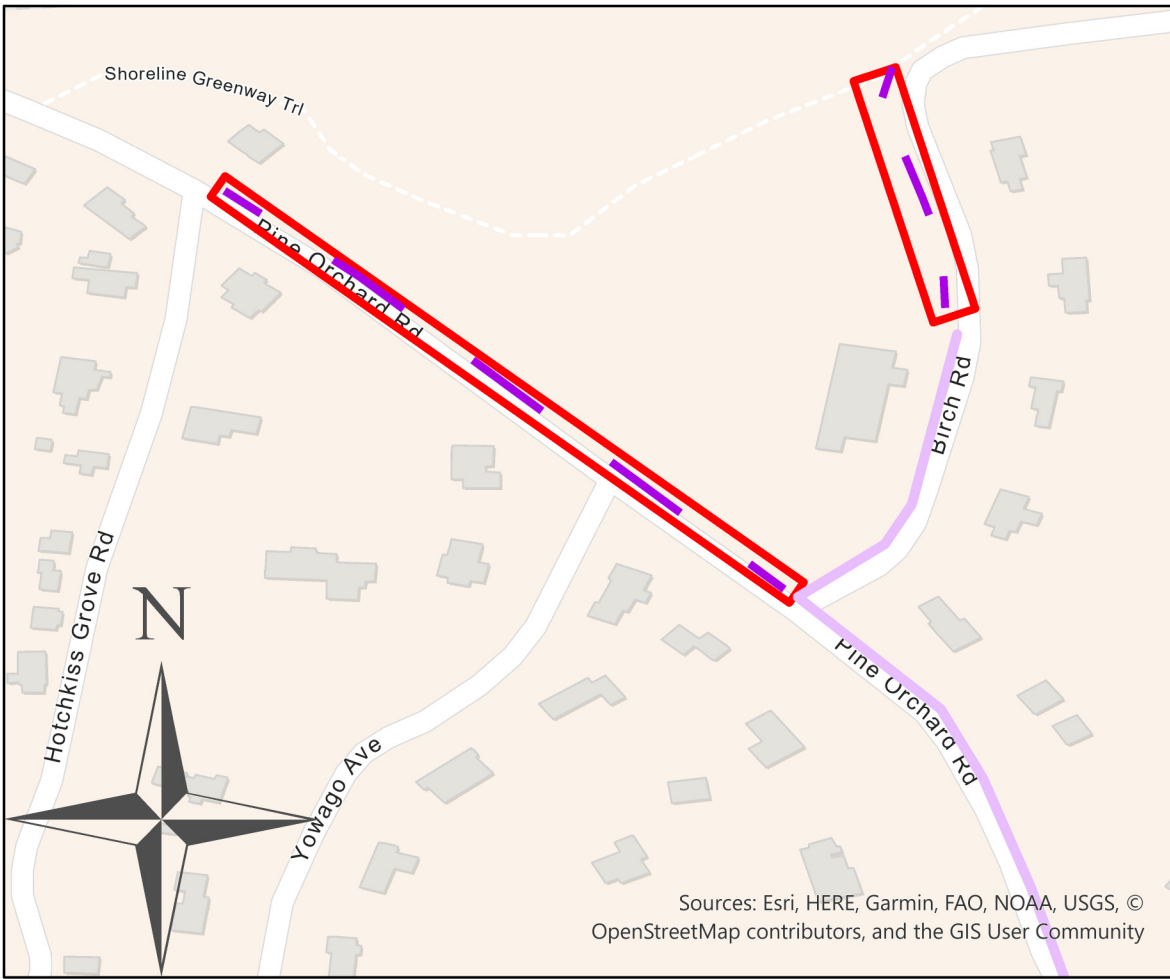 Shoreline Greenway Trl
Pine Orchard Rd
Birch Rd
Hotchkiss Grove Rd
N
Pine Orchard Rd
Yowago Ave
Sources: Esri, HERE, Garmin, FAO, NOAA, USGS, ©
OpenStreetMap contributors, and the GIS User Community